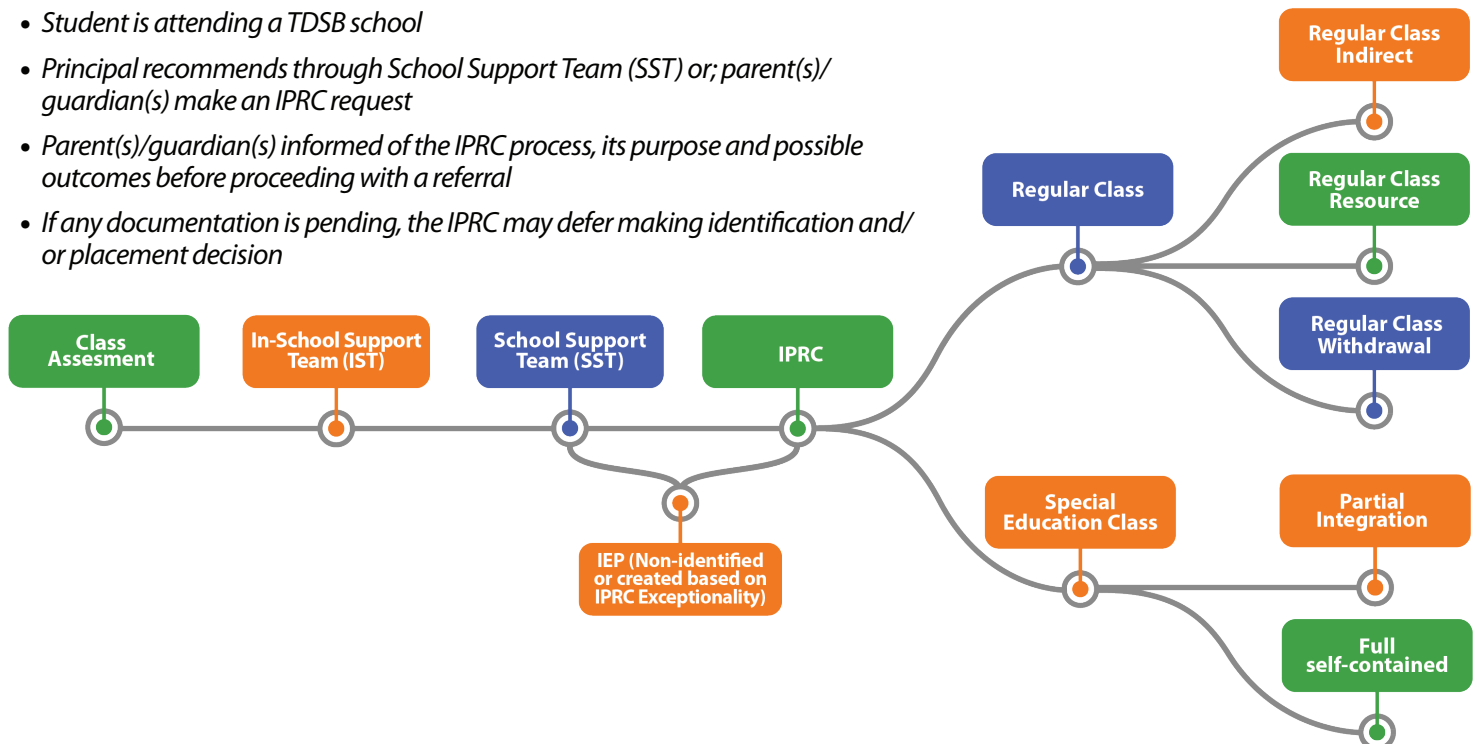 • Student is attending a TDSB school
• Principal recommends through School Support Team (SST) or; parent(s)/
guardian(s) make an IPRC request
• Parent(s)/guardian(s) informed of the IPRC process, its purpose and possible
outcomes before proceeding with a referral
• If any documentation is pending, the IPRC may defer making identification and/
or placement decision
Class
Assesment
In-School Support
Team (IST)
School Support
Team (SST)
IPRC
IEP (Non-identified
or created based on
IPRC Exceptionality)
Regular Class
Regular Class
Indirect
Regular Class
Resource
Regular Class
Withdrawal
Special
Education Class
Partial
Integration
Full
self-contained